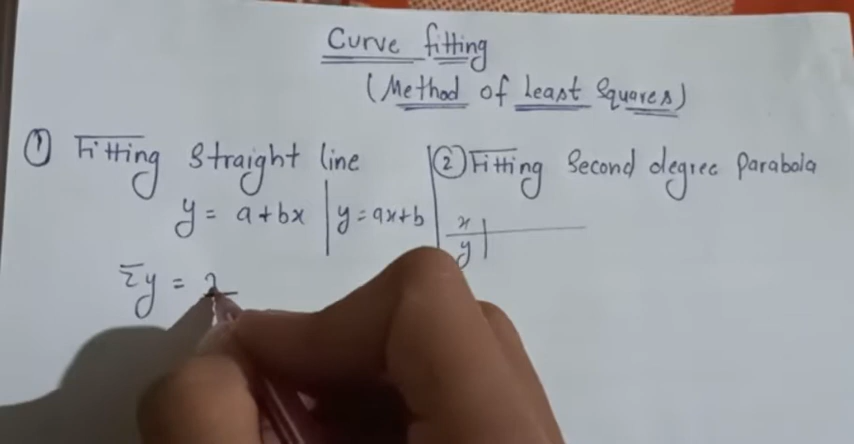 Curve fitting
(Method of Least Squares)
① Fitting Straight line
y = a+bx | y = ax+b
② Fitting Second degree Parabola
x
y
Σy =